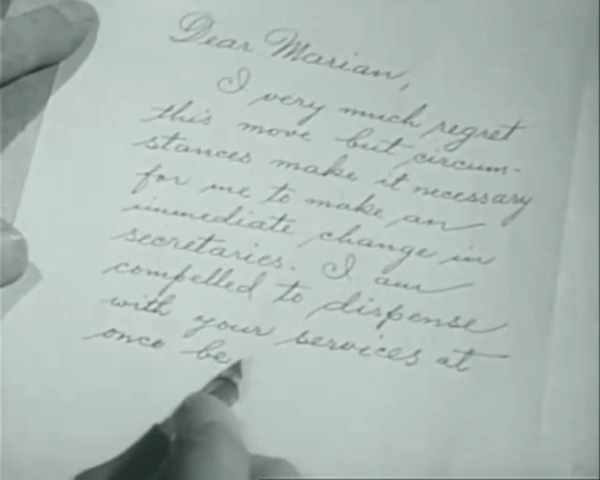 Dear Marian,
I very much regret
this move but circum-
stances make it necessary
for me to make an
immediate change in
secretaries. I am
compelled to dispense
with your services at
once be